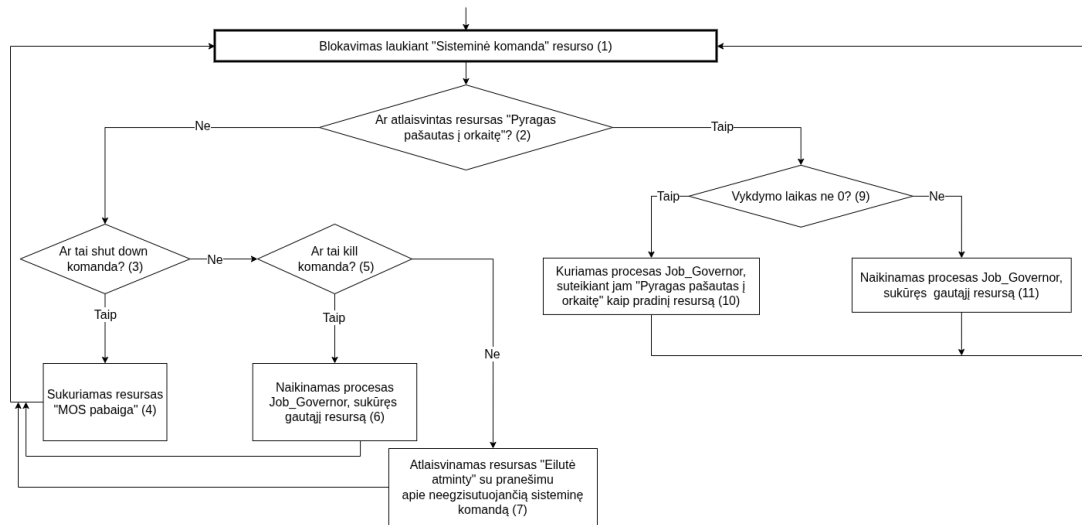 Blokavimas laukiant "Sisteminė komanda" resurso (1)
Ar atlaisvintas resursas "Pyragas
pašautas į orkaitę"? (2)
Ne
Taip
Vykdymo laikas ne 0? (9)
Taip
Ne
Ar tai shut down
komanda? (3)
Ne
Ar tai kill
komanda? (5)
Kuriamas procesas Job_Governor,
suteikiant jam "Pyragas pašautas į
orkaitę" kaip pradinį resursą (10)
Naikinamas procesas Job_Governor,
sukūręs gautąjį resursą (11)
Taip
Taip
Ne
Sukuriamas resursas
"MOS pabaiga" (4)
Naikinamas procesas
Job_Governor, sukūręs
gautąjį resursą (6)
Atlaisvinamas resursas "Eilutė
atminty" su pranešimu
apie neegzisutuojančią sisteminę
komandą (7)